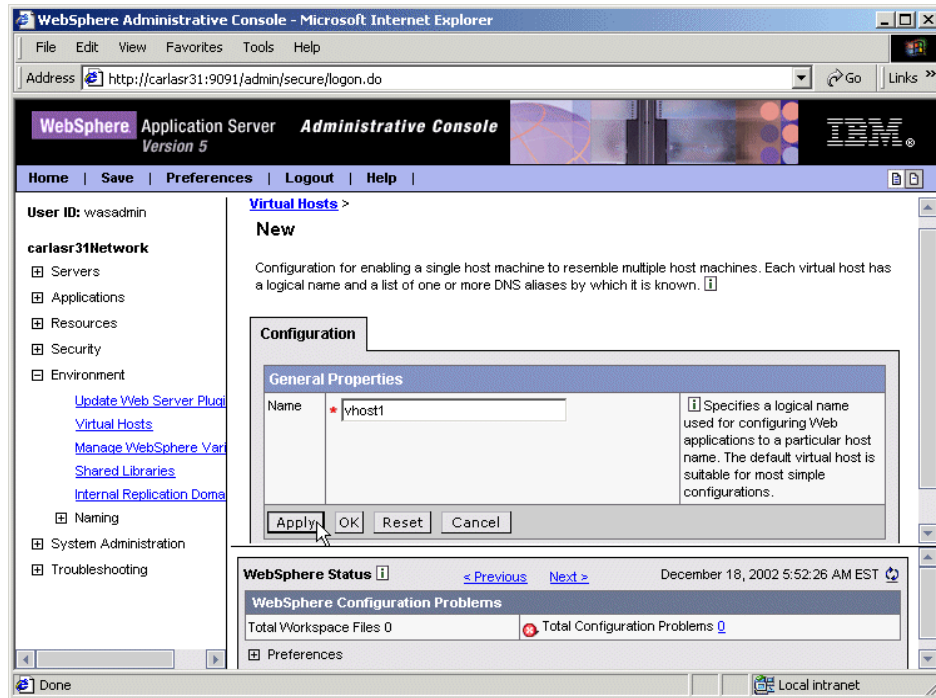 WebSphere Administrative Console - Microsoft Internet Explorer
File Edit View Favorites Tools Help
Address http://carlasr31:9091/admin/secure/logon.do Go Links »
WebSphere Application Server Administrative Console
Version 5
IBM®
Home | Save | Preferences | Logout | Help |
User ID: wasadmin
carlasr31Network
Servers
Applications
Resources
Security
Environment
Update Web Server Plugi
Virtual Hosts
Manage WebSphere Vari
Shared Libraries
Internal Replication Doma
Naming
System Administration
Troubleshooting
Virtual Hosts >
New
Configuration for enabling a single host machine to resemble multiple host machines. Each virtual host has
a logical name and a list of one or more DNS aliases by which it is known. i
Configuration
General Properties
Name * vhost1
i Specifies a logical name
used for configuring Web
applications to a particular host
name. The default virtual host is
suitable for most simple
configurations.
Apply OK Reset Cancel
WebSphere Status i < Previous Next > December 18, 2002 5:52:26 AM EST
WebSphere Configuration Problems
Total Workspace Files 0 Total Configuration Problems 0
Preferences
Done Local intranet